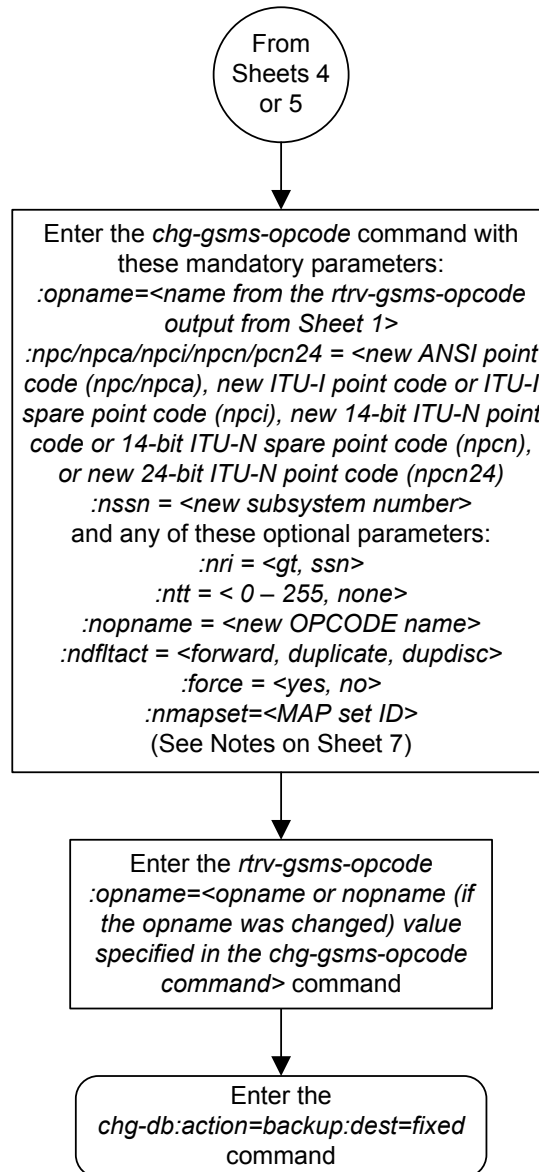 From
Sheets 4
or 5
Enter the chg-gsms-opcode command with
these mandatory parameters:
:opname=<name from the rtrv-gsms-opcode
output from Sheet 1>
:npc/npca/npci/npcn/pcn24 = <new ANSI point
code (npc/npca), new ITU-I point code or ITU-I
spare point code (npci), new 14-bit ITU-N point
code or 14-bit ITU-N spare point code (npcn),
or new 24-bit ITU-N point code (npcn24)
:nssn = <new subsystem number>
and any of these optional parameters:
:nri = <gt, ssn>
:ntt = < 0 – 255, none>
:nopname = <new OPCODE name>
:ndfltact = <forward, duplicate, dupdisc>
:force = <yes, no>
:nmapset=<MAP set ID>
(See Notes on Sheet 7)
Enter the rtrv-gsms-opcode
:opname=<opname or nopname (if
the opname was changed) value
specified in the chg-gsms-opcode
command> command
Enter the
chg-db:action=backup:dest=fixed
command